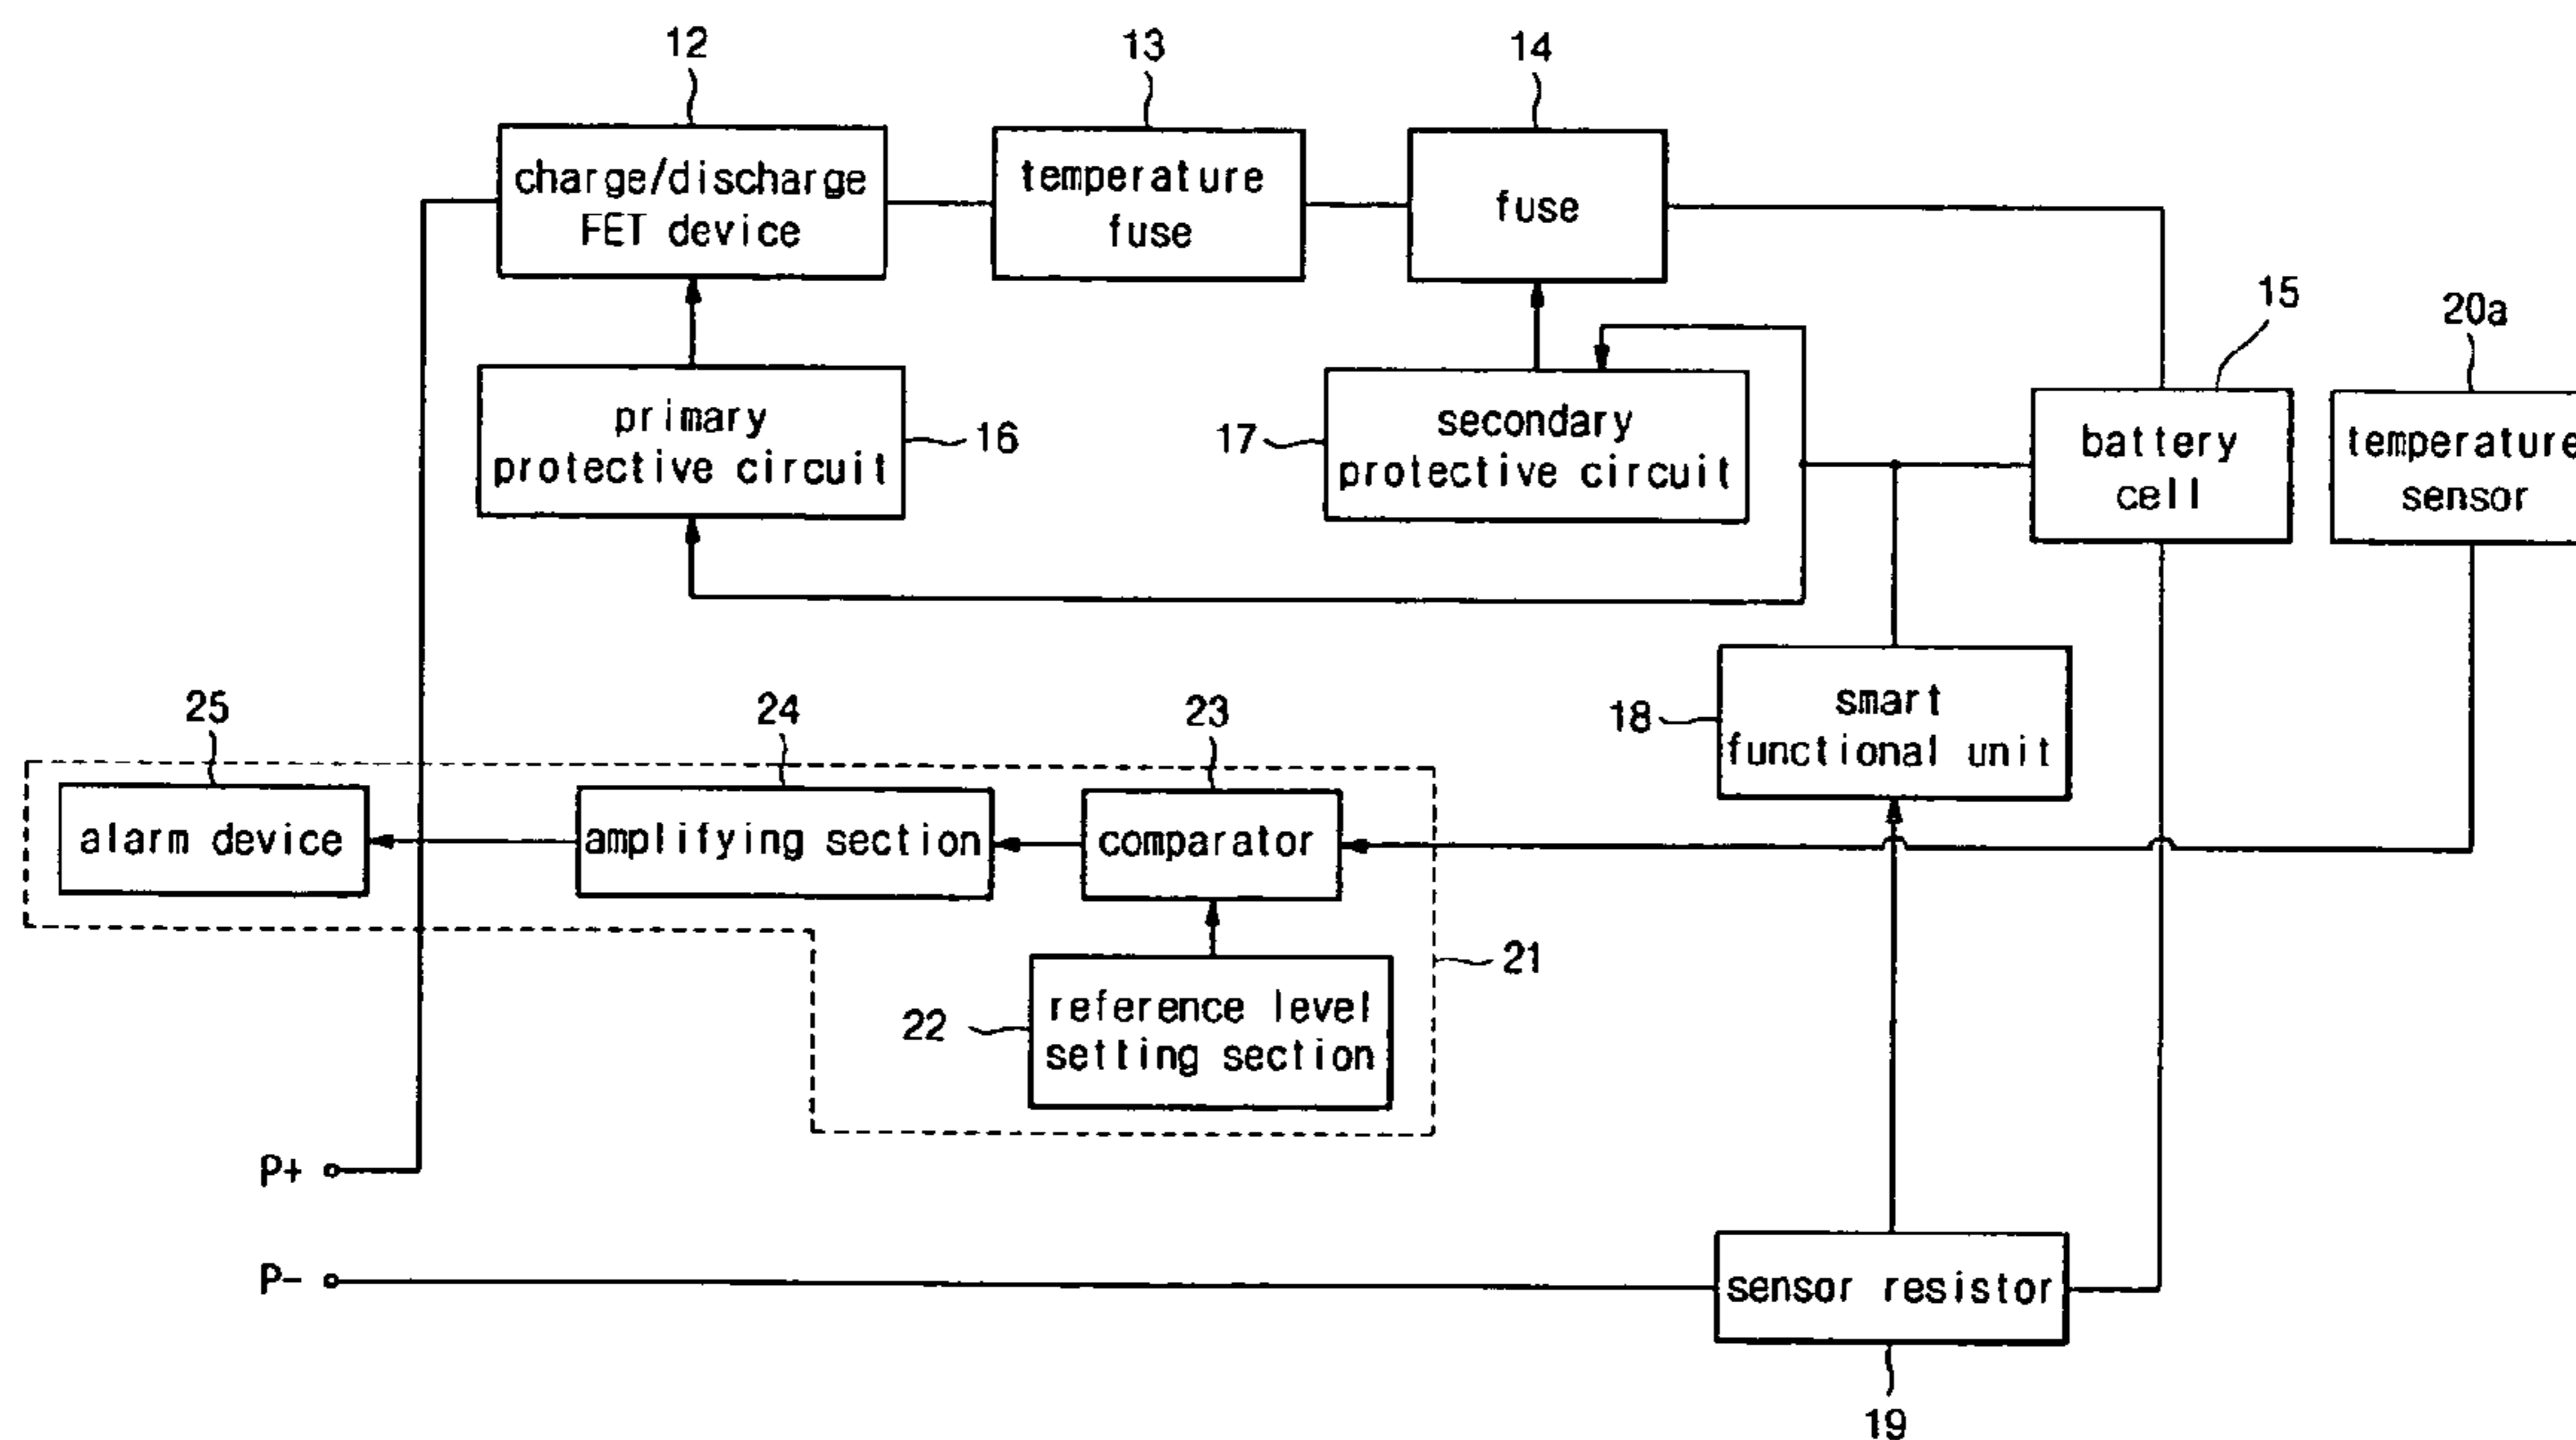 12
13
14
charge/discharge
FET device
temperature
fuse
fuse
15
20a
primary
protective circuit
16
17
secondary
protective circuit
battery
cell
temperature
sensor
25
24
23
18
smart
functional unit
alarm device
amplifying section
comparator
21
22
reference level
setting section
P+
P-
sensor resistor
19